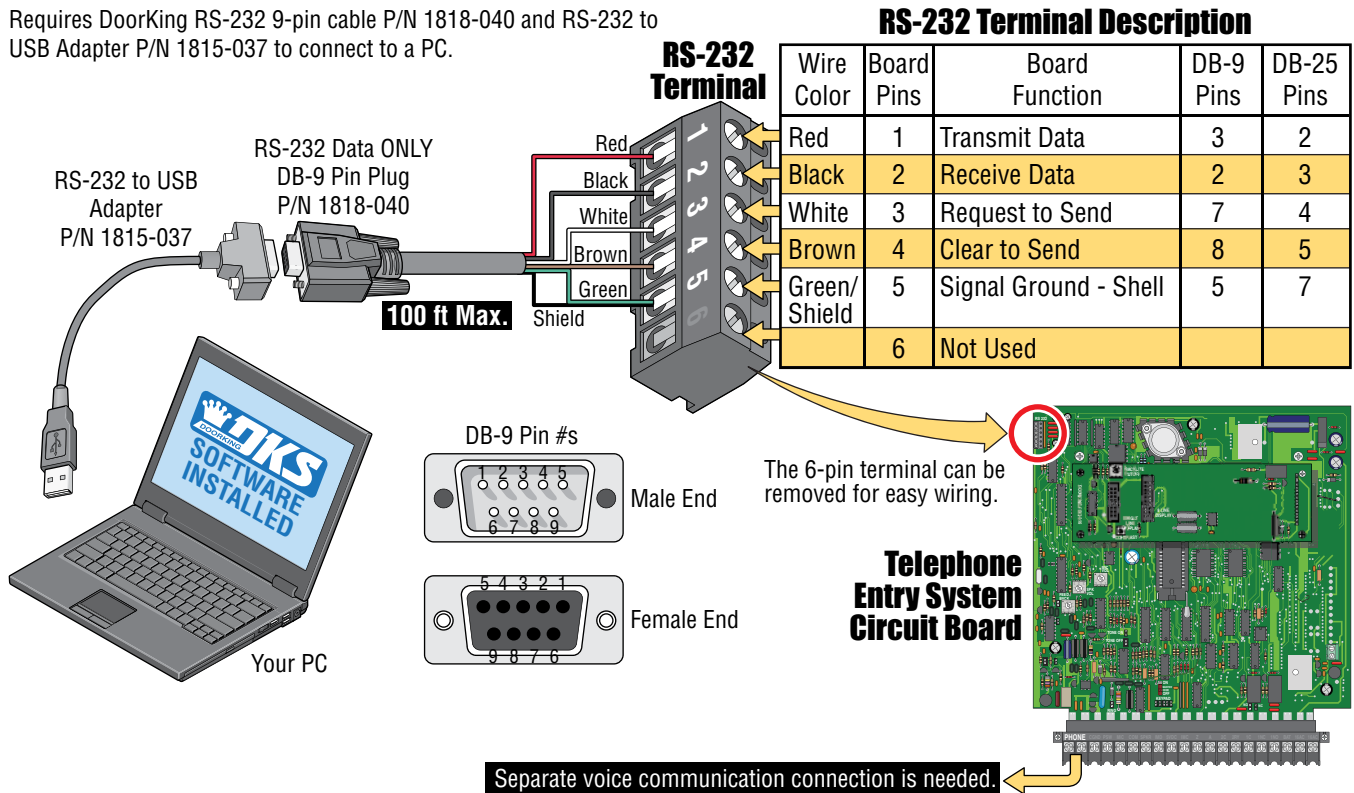 Requires DoorKing RS-232 9-pin cable P/N 1818-040 and RS-232 to
USB Adapter P/N 1815-037 to connect to a PC.
RS-232 Terminal Description
Wire Color	Board Pins	Board Function	DB-9 Pins	DB-25 Pins
Red	1	Transmit Data	3	2
Black	2	Receive Data	2	3
White	3	Request to Send	7	4
Brown	4	Clear to Send	8	5
Green/ Shield	5	Signal Ground - Shell	5	7
6	Not Used
RS-232
Terminal
1
2
3
4
5
6
Red
Black
White
Brown
Green
Shield
RS-232 Data ONLY
DB-9 Pin Plug
P/N 1818-040
RS-232 to USB
Adapter
P/N 1815-037
100 ft Max.
DOORKING
DKS
SOFTWARE
INSTALLED
Your PC
DB-9 Pin #s
1 2 3 4 5
6 7 8 9
Male End
5 4 3 2 1
9 8 7 6
Female End
The 6-pin terminal can be
removed for easy wiring.
Telephone
Entry System
Circuit Board
RS 232
PHONE
Separate voice communication connection is needed.